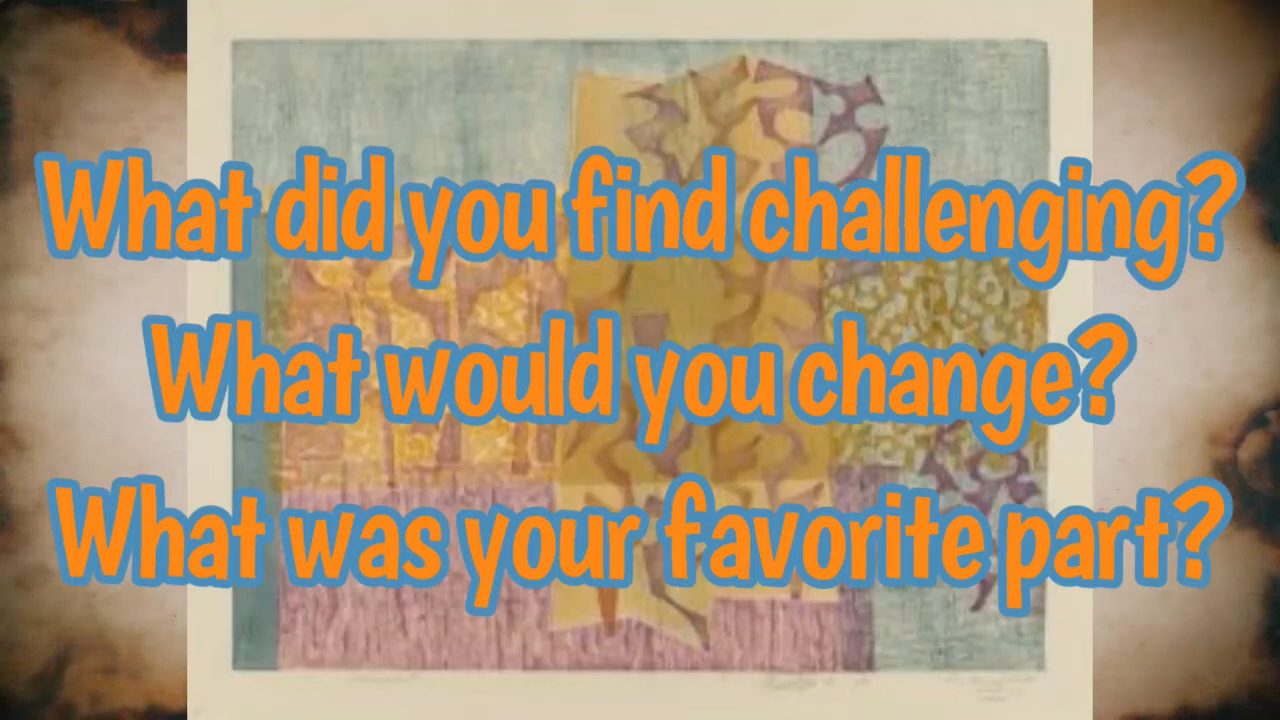 What did you find challenging?
What would you change?
What was your favorite part?